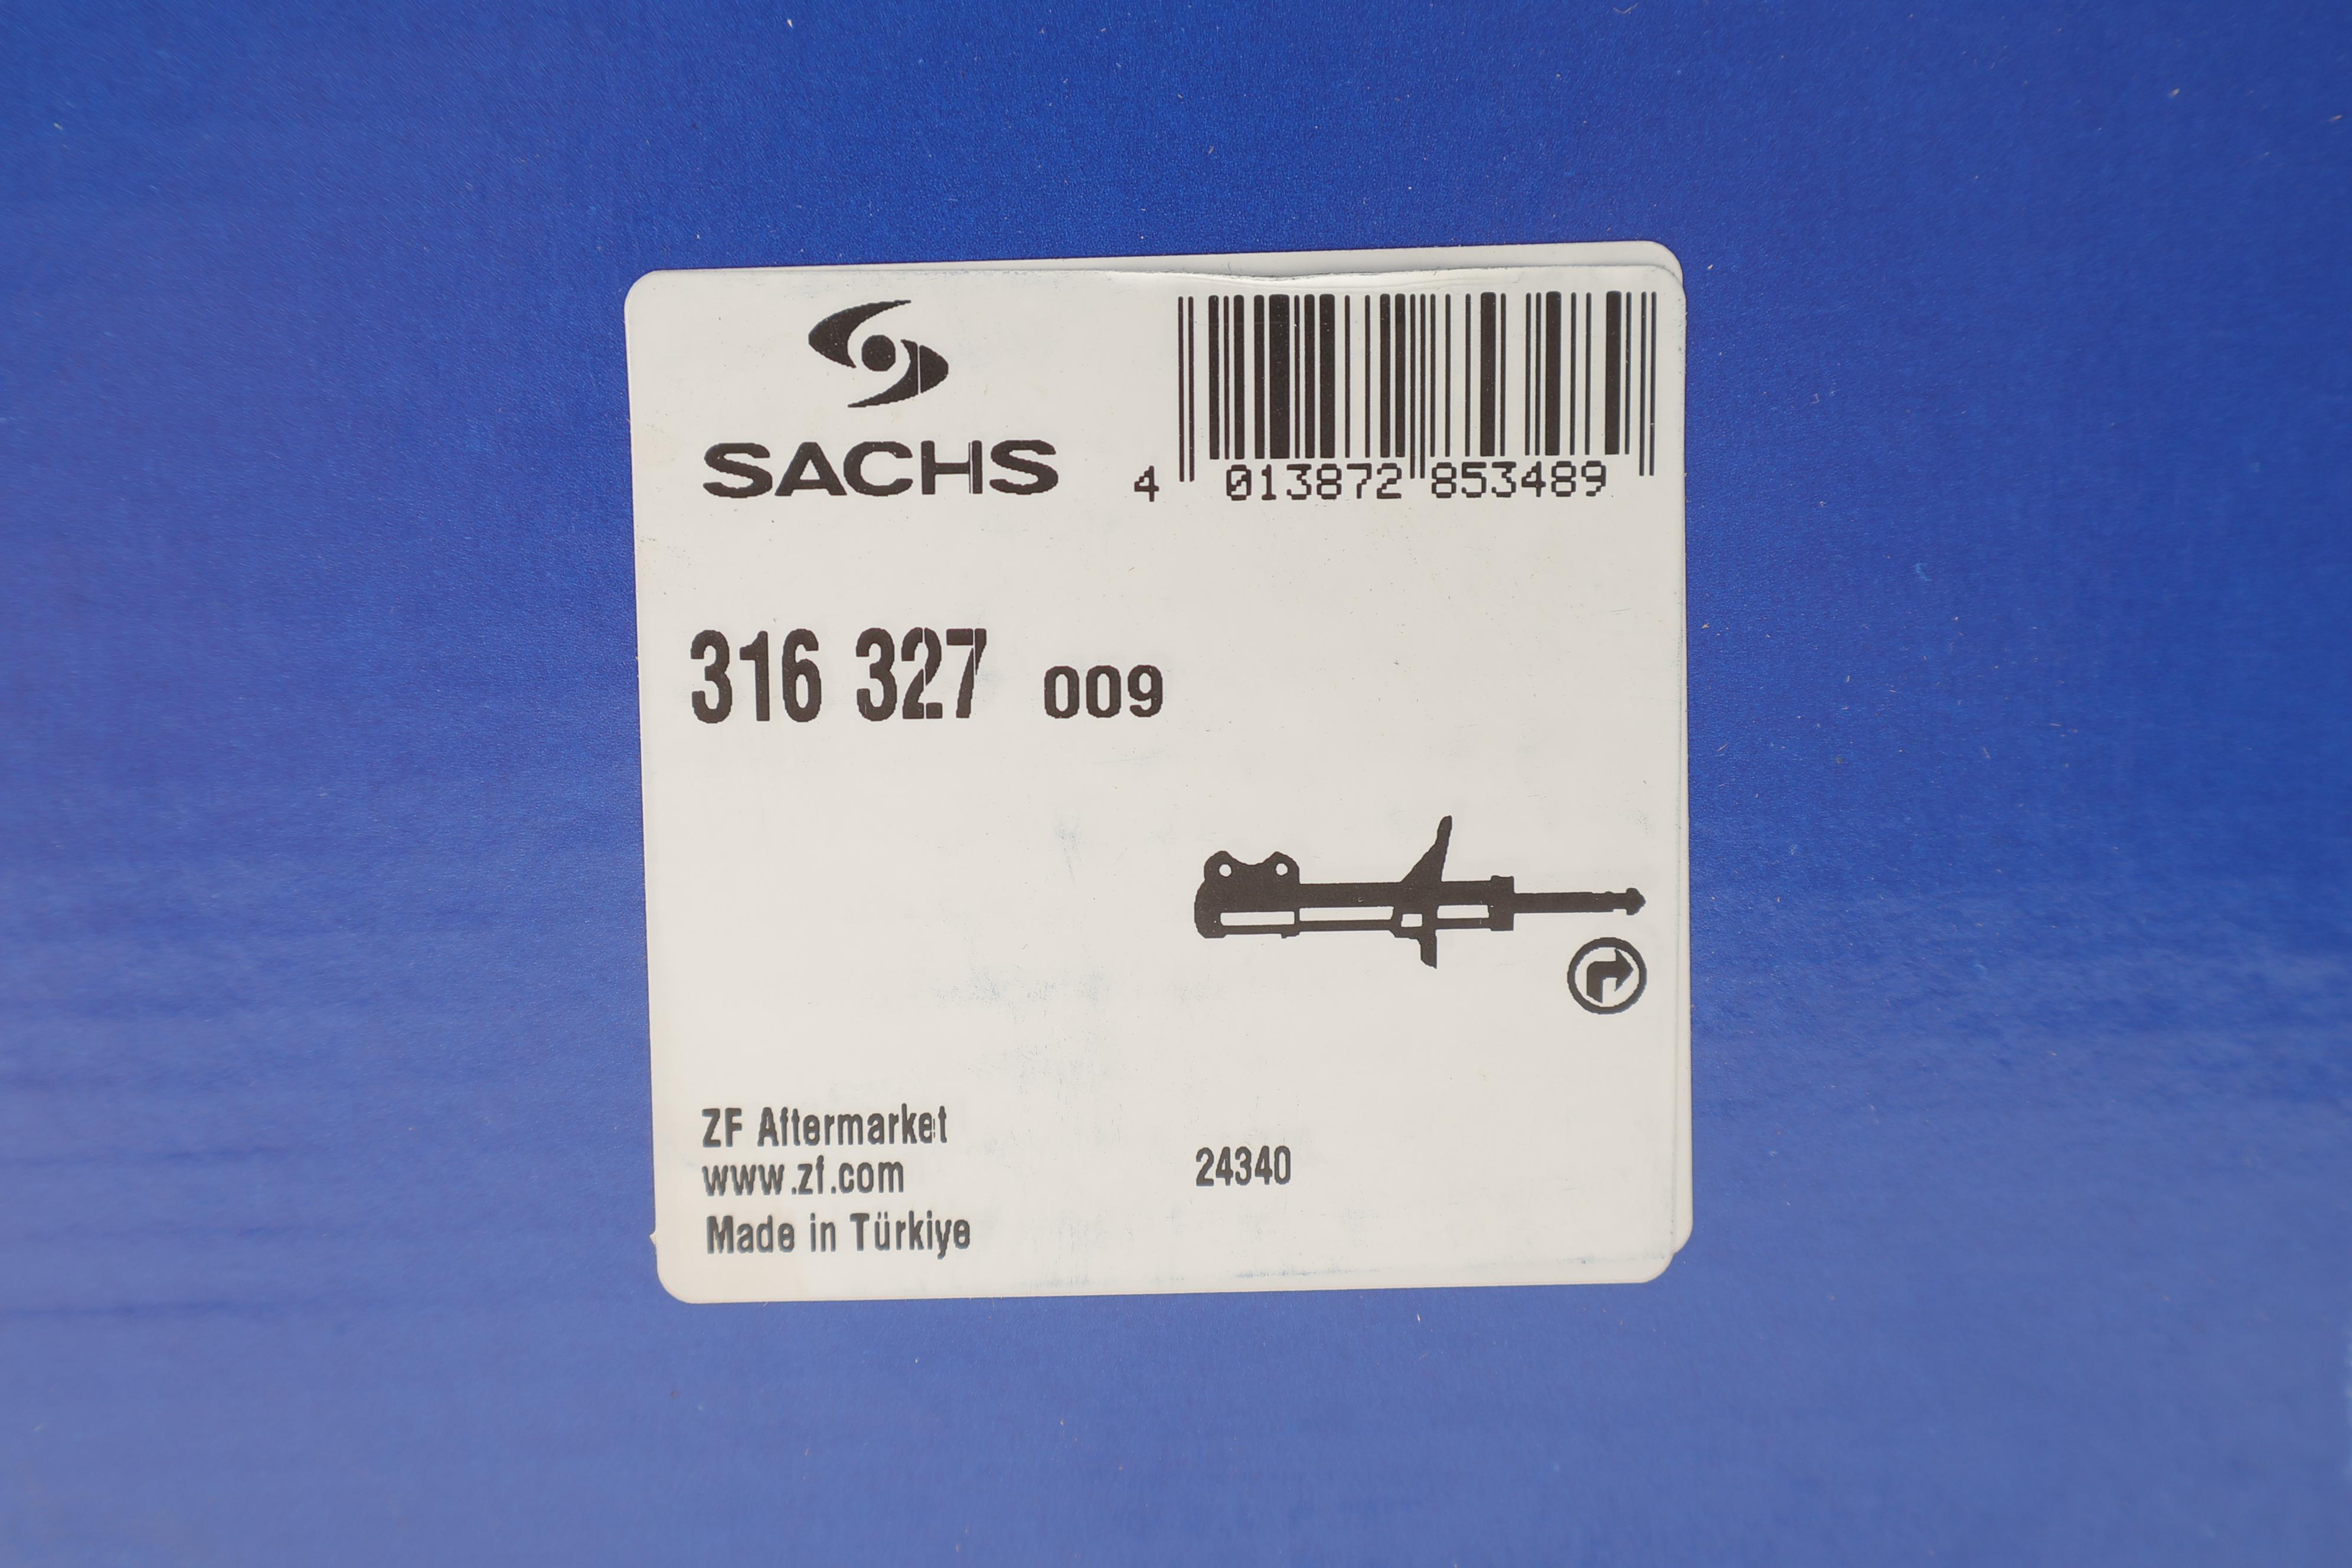 SACHS
4 013872 853489
316 327 009
ZF Aftermarket
www.zf.com
24340
Made in Türkiye